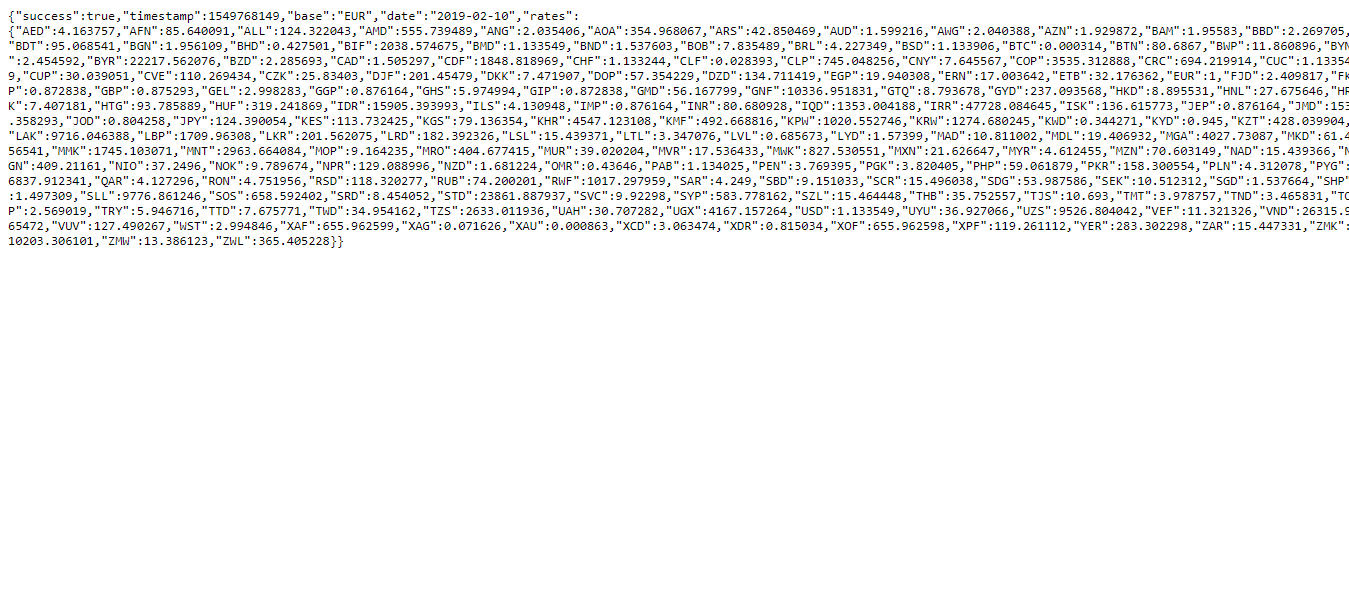 {"success":true,"timestamp":1549768149,"base":"EUR","date":"2019-02-10","rates":
{"AED":4.163757,"AFN":85.640091,"ALL":124.322043,"AMD":555.739489,"ANG":2.035406,"AOA":354.968067,"ARS":42.850469,"AUD":1.599216,"AWG":2.040388,"AZN":1.929872,"BAM":1.95583,"BBD":2.269705,
"BDT":95.068541,"BGN":1.956109,"BHD":0.427501,"BIF":2038.574675,"BMD":1.133549,"BND":1.537603,"BOB":7.835489,"BRL":4.227349,"BSD":1.133906,"BTC":0.000314,"BTN":80.6867,"BWP":11.860896,"BYN
":2.454592,"BYR":22217.562076,"BZD":2.285693,"CAD":1.505297,"CDF":1848.818969,"CHF":1.133244,"CLF":0.028393,"CLP":745.048256,"CNY":7.645567,"COP":3535.312888,"CRC":694.219914,"CUC":1.13354
9,"CUP":30.039051,"CVE":110.269434,"CZK":25.83403,"DJF":201.45479,"DKK":7.471907,"DOP":57.354229,"DZD":134.711419,"EGP":19.940308,"ERN":17.003642,"ETB":32.176362,"EUR":1,"FJD":2.409817,"FK
P":0.872838,"GBP":0.875293,"GEL":2.998283,"GGP":0.876164,"GHS":5.974994,"GIP":0.872838,"GMD":56.167799,"GNF":10336.951831,"GTQ":8.793678,"GYD":237.093568,"HKD":8.895531,"HNL":27.675646,"HR
K":7.407181,"HTG":93.785889,"HUF":319.241869,"IDR":15905.393993,"ILS":4.130948,"IMP":0.876164,"INR":80.680928,"IQD":1353.004188,"IRR":47728.084645,"ISK":136.615773,"JEP":0.876164,"JMD":153
.358293,"JOD":0.804258,"JPY":124.390054,"KES":113.732425,"KGS":79.136354,"KHR":4547.123108,"KMF":492.668816,"KPW":1020.552746,"KRW":1274.680245,"KWD":0.344271,"KYD":0.945,"KZT":428.039904,
"LAK":9716.046388,"LBP":1709.96308,"LKR":201.562075,"LRD":182.392326,"LSL":15.439371,"LTL":3.347076,"LVL":0.685673,"LYD":1.57399,"MAD":10.811002,"MDL":19.406932,"MGA":4027.73087,"MKD":61.4
56541,"MMK":1745.103071,"MNT":2963.664084,"MOP":9.164235,"MRO":404.677415,"MUR":39.020204,"MVR":17.536433,"MWK":827.530551,"MXN":21.626647,"MYR":4.612455,"MZN":70.603149,"NAD":15.439366,"N
GN":409.21161,"NIO":37.2496,"NOK":9.789674,"NPR":129.088996,"NZD":1.681224,"OMR":0.43646,"PAB":1.134025,"PEN":3.769395,"PGK":3.820405,"PHP":59.061879,"PKR":158.300554,"PLN":4.312078,"PYG":
6837.912341,"QAR":4.127296,"RON":4.751956,"RSD":118.320277,"RUB":74.200201,"RWF":1017.297959,"SAR":4.249,"SBD":9.151033,"SCR":15.496038,"SDG":53.987586,"SEK":10.512312,"SGD":1.537664,"SHP"
:1.497309,"SLL":9776.861246,"SOS":658.592402,"SRD":8.454052,"STD":23861.887937,"SVC":9.92298,"SYP":583.778162,"SZL":15.464448,"THB":35.752557,"TJS":10.693,"TMT":3.978757,"TND":3.465831,"TO
P":2.569019,"TRY":5.946716,"TTD":7.675771,"TWD":34.954162,"TZS":2633.011936,"UAH":30.707282,"UGX":4167.157264,"USD":1.133549,"UYU":36.927066,"UZS":9526.804042,"VEF":11.321326,"VND":26315.9
65472,"VUV":127.490267,"WST":2.994846,"XAF":655.962599,"XAG":0.071626,"XAU":0.000863,"XCD":3.063474,"XDR":0.815034,"XOF":655.962598,"XPF":119.261112,"YER":283.302298,"ZAR":15.447331,"ZMK":
10203.306101,"ZMW":13.386123,"ZWL":365.405228}}